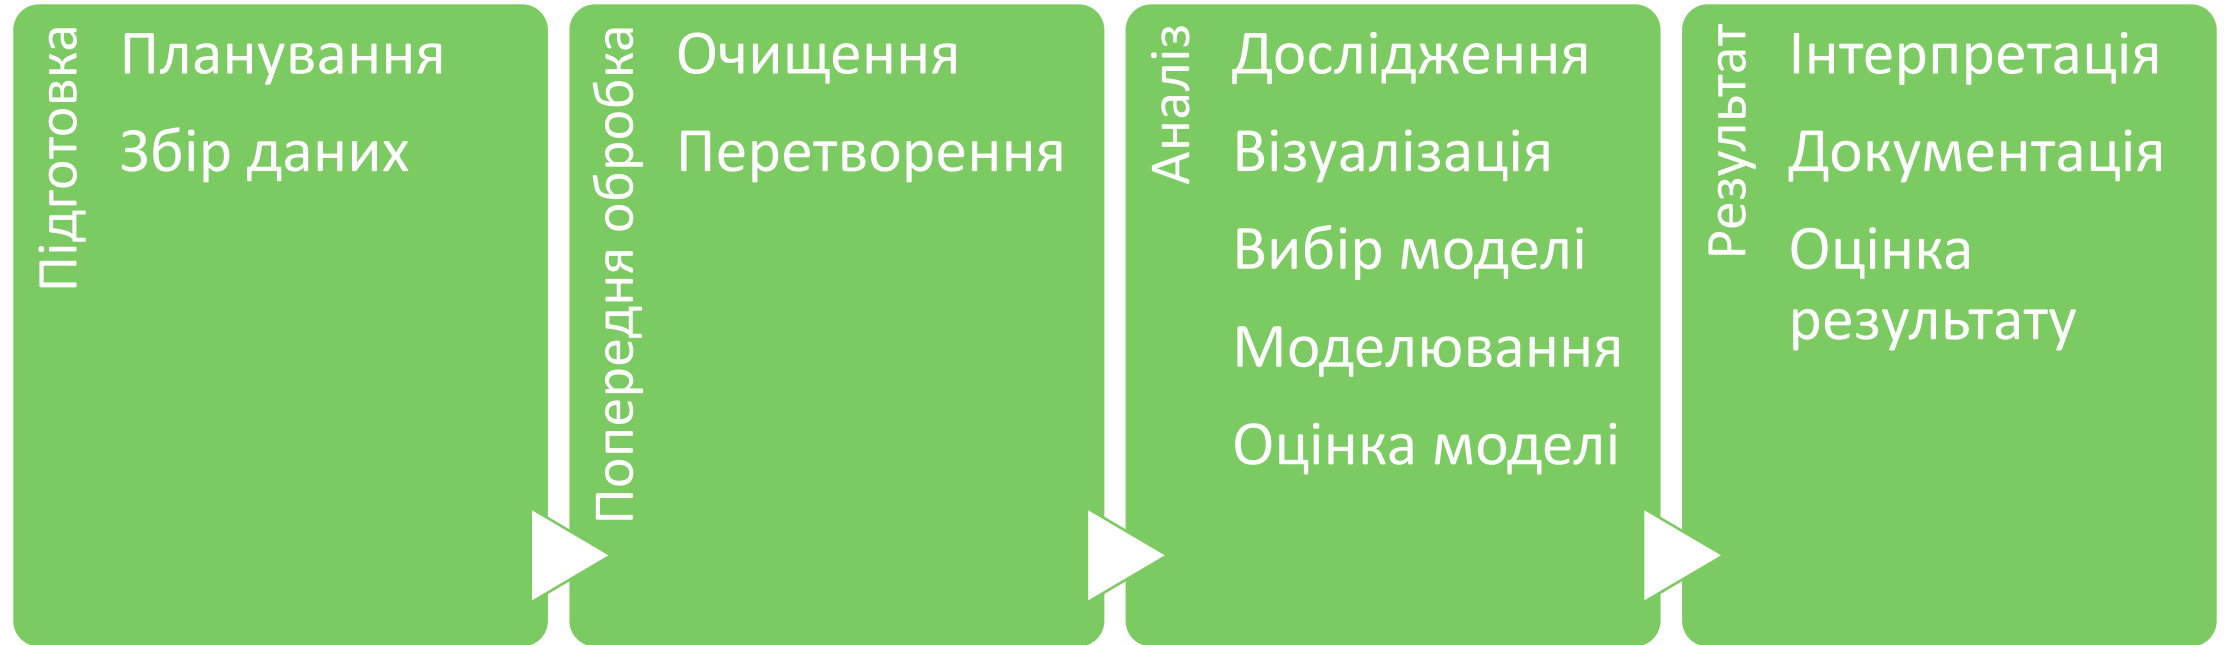 Підготовка
Планування
Збір даних
Попередня обробка
Очищення
Перетворення
Аналіз
Дослідження
Візуалізація
Вибір моделі
Моделювання
Оцінка моделі
Результат
Інтерпретація
Документація
Оцінка
результату